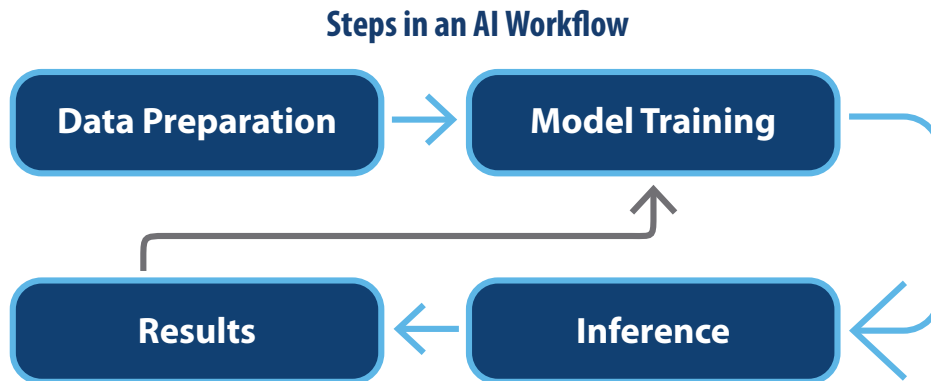 Steps in an AI Workflow
Data Preparation
Model Training
Results
Inference